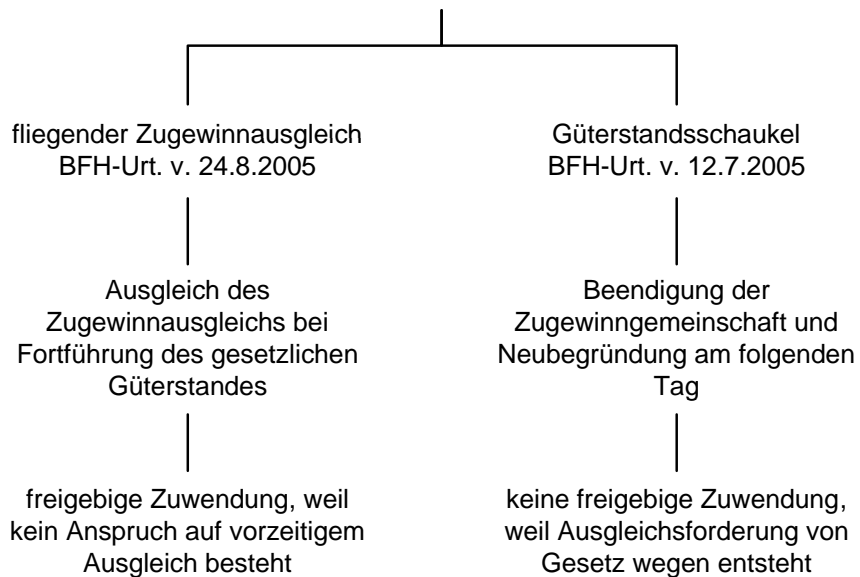 fliegender Zugewinnausgleich
BFH-Urt. v. 24.8.2005
Ausgleich des
Zugewinnausgleichs bei
Fortführung des gesetzlichen
Güterstandes
freigebige Zuwendung, weil
kein Anspruch auf vorzeitigem
Ausgleich besteht
Güterstandsschaukel
BFH-Urt. v. 12.7.2005
Beendigung der
Zugewinngemeinschaft und
Neubegründung am folgenden
Tag
keine freigebige Zuwendung,
weil Ausgleichsforderung von
Gesetz wegen entsteht